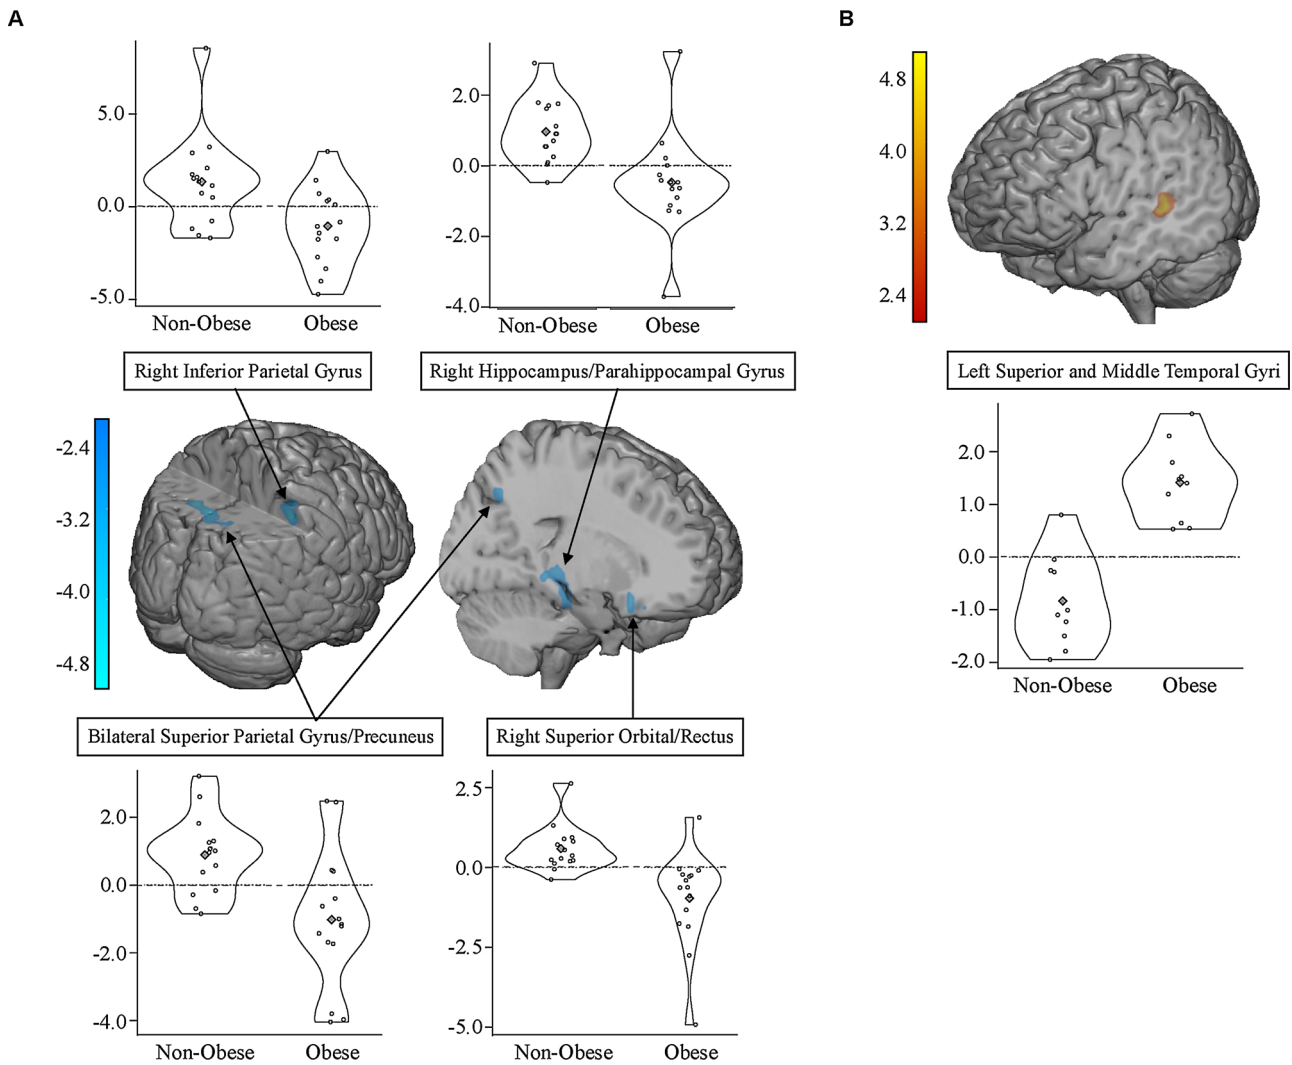 A
B
5.0
0.0
-5.0
Non-Obese Obese
2.0
0.0
-2.0
-4.0
Non-Obese Obese
4.8
4.0
3.2
2.4
Right Inferior Parietal Gyrus
Right Hippocampus/Parahippocampal Gyrus
Left Superior and Middle Temporal Gyri
-2.4
-3.2
-4.0
-4.8
2.0
1.0
0.0
-1.0
-2.0
Non-Obese Obese
Bilateral Superior Parietal Gyrus/Precuneus
Right Superior Orbital/Rectus
2.0
0.0
-2.0
-4.0
Non-Obese Obese
2.5
0.0
-2.5
-5.0
Non-Obese Obese